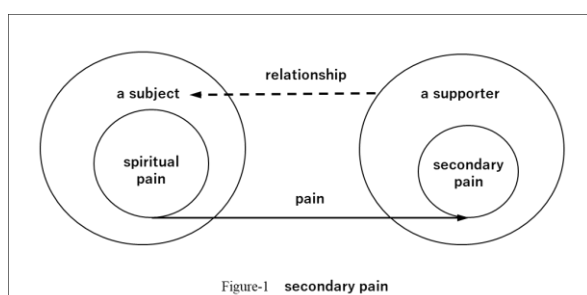 relationship
a subject
a supporter
spiritual
pain
secondary
pain
pain
Figure-1 secondary pain